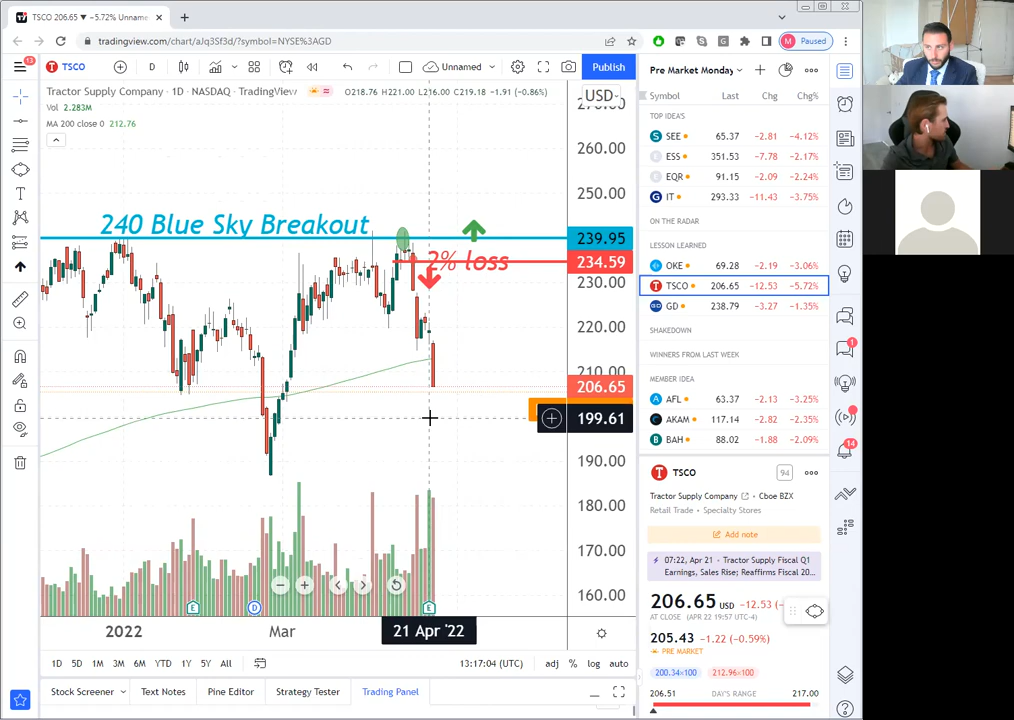 TSCO 206.65 ▼ −5.72% Unname
tradingview.com/chart/aJq3Sf3d/?symbol=NYSE%3AGD
M Paused
13
TSCO
D
Unnamed
Publish
Pre Market Monday
Tractor Supply Company · 1D · NASDAQ · TradingView
O218.76 H221.00 L216.00 C219.18 −1.91 (−0.86%)
USD
Vol 2.283M
MA 200 close 0 212.76
240 Blue Sky Breakout
2% loss
270.00
260.00
250.00
239.95
234.59
230.00
220.00
210.00
206.65
199.61
190.00
180.00
170.00
160.00
E
D
E
2022
Mar
21 Apr '22
1D 5D 1M 3M 6M YTD 1Y 5Y All
13:17:04 (UTC)
adj % log auto
Stock Screener
Text Notes
Pine Editor
Strategy Tester
Trading Panel
Symbol Last Chg Chg%
TOP IDEA'S
SEE 65.37 −2.81 −4.12%
ESS 351.53 −7.78 −2.17%
EQR 91.15 −2.09 −2.24%
IT 293.33 −11.43 −3.75%
ON THE RADAR
LESSON LEARNED
OKE 69.28 −2.19 −3.06%
TSCO 206.65 −12.53 −5.72%
GD 238.79 −3.27 −1.35%
SHAKEDOWN
WINNERS FROM LAST WEEK
MEMBER IDEA
AFL 63.37 −2.13 −3.25%
AKAM 117.14 −2.82 −2.35%
BAH 88.02 −1.88 −2.09%
TSCO
94
Tractor Supply Company · Cboe BZX
Retail Trade · Specialty Stores
Add note
07:22, Apr 21 · Tractor Supply Fiscal Q1
Earnings, Sales Rise; Reaffirms Fiscal 20...
206.65 USD −12.53 (−
AT CLOSE (APR 22 19:57 UTC-4)
205.43 −1.22 (−0.59%)
PRE MARKET
200.34×100
212.96×100
206.51 DAY'S RANGE 217.00
1
14